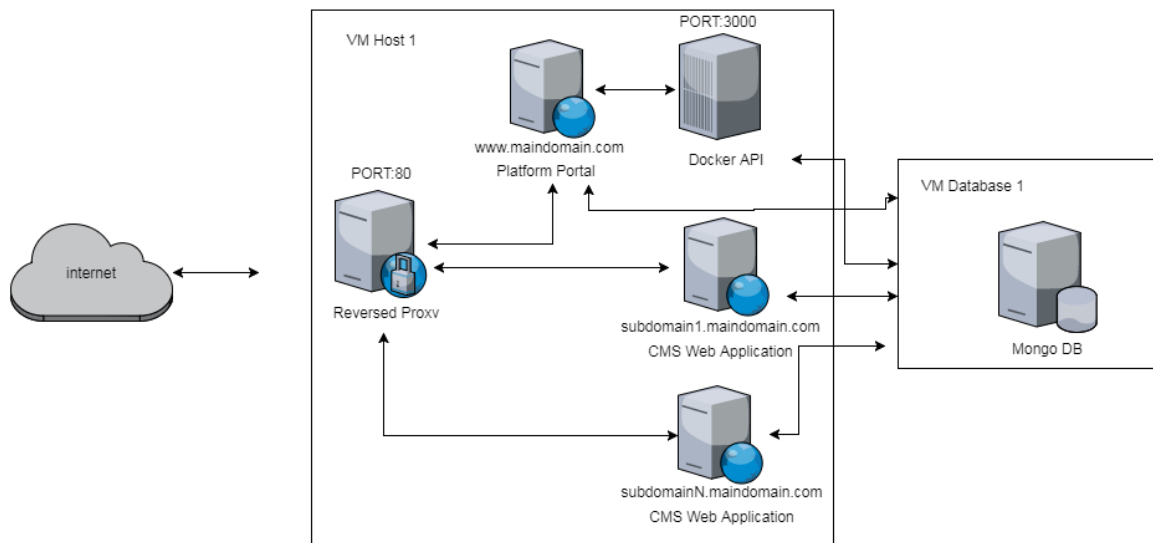 PORT:3000
VM Host 1
www.maindomain.com
Docker API
Platform Portal
PORT:80
VM Database 1
internet
Reversed Proxy
subdomain1.maindomain.com
CMS Web Application
Mongo DB
subdomainN.maindomain.com
CMS Web Application